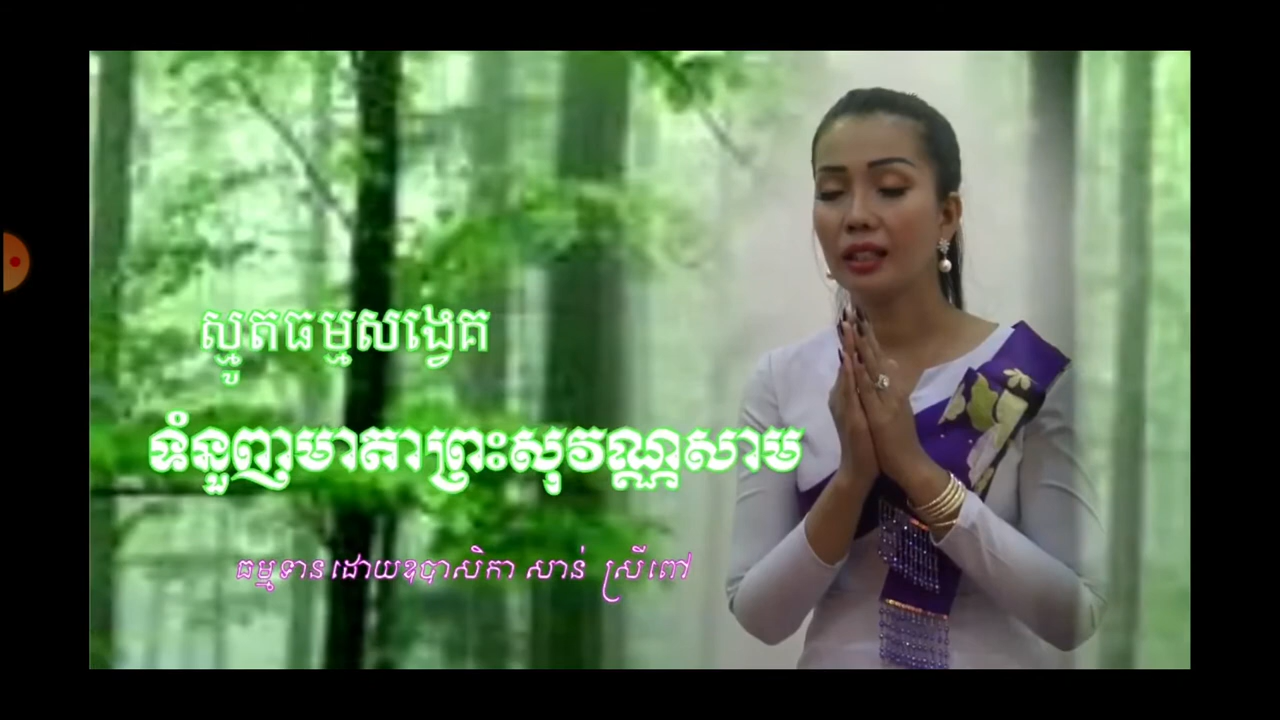 ស្មូតធម្មសង្វេគ
ទំនួញមាតាព្រះសុវណ្ណសាម
ធម្មទានដោយឧបាសិកា សាន់ ស្រីពៅ